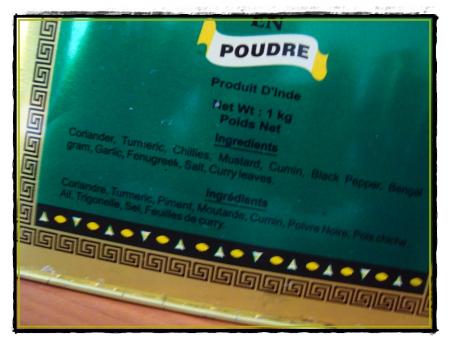 EN
POUDRE
Produit D'Inde
Net Wt : 1 kg
Poids Net
Ingredients
Coriander, Turmeric, Chillies, Mustard, Cumin, Black Pepper, Bengal
gram, Garlic, Fenugreek, Salt, Curry leaves.
Ingrédients
Coriandre, Turmeric, Piment, Moutarde, Cumin, Poivre Noire, Pois chiche
Ail, Trigonelle, Sel, Feuilles de curry.